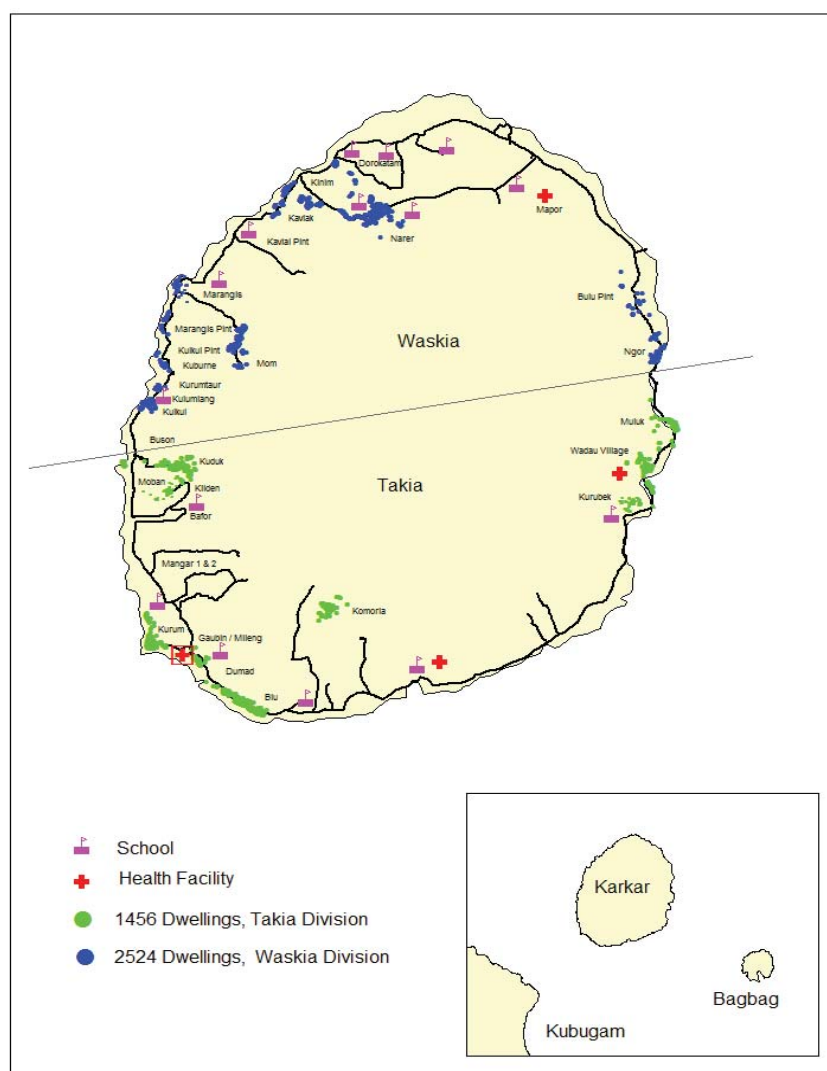 Dorokatam
Kinim
Mapor
Kavlak
Narer
Kavlal Pint
Marangis
Bulu Pint
Marangis Pint
Waskia
Kulkul Pint
Ngor
Kuburne
Mom
Kurumtaur
Kulumlang
Kulkul
Muluk
Buson
Wadau Village
Kuduk
Moban
Takia
Kiliden
Kurubek
Bafor
Mangar 1 & 2
Komoria
Kurum
Gaubin / Mileng
Dumad
Biu
School
Health Facility
1456 Dwellings, Takia Division
2524 Dwellings, Waskia Division
Karkar
Bagbag
Kubugam